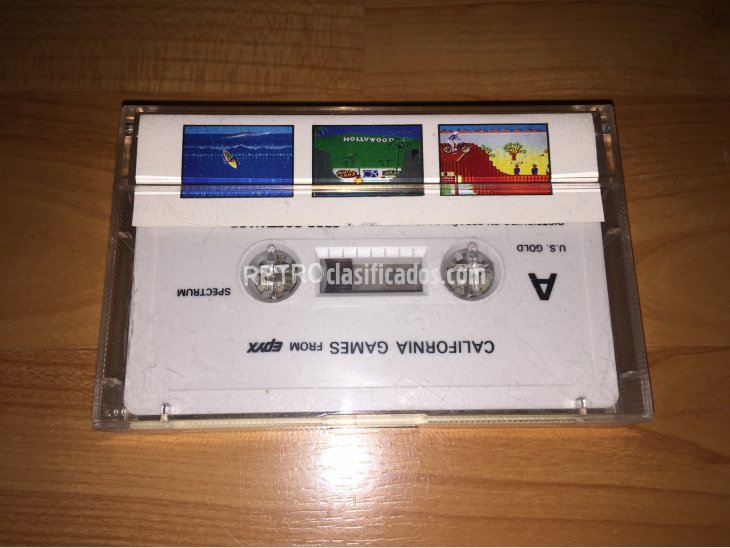 HOLLYWOOD
U.S. GOLD
A
SPECTRUM
CALIFORNIA GAMES FROM EPYX
RETROclasificados.com